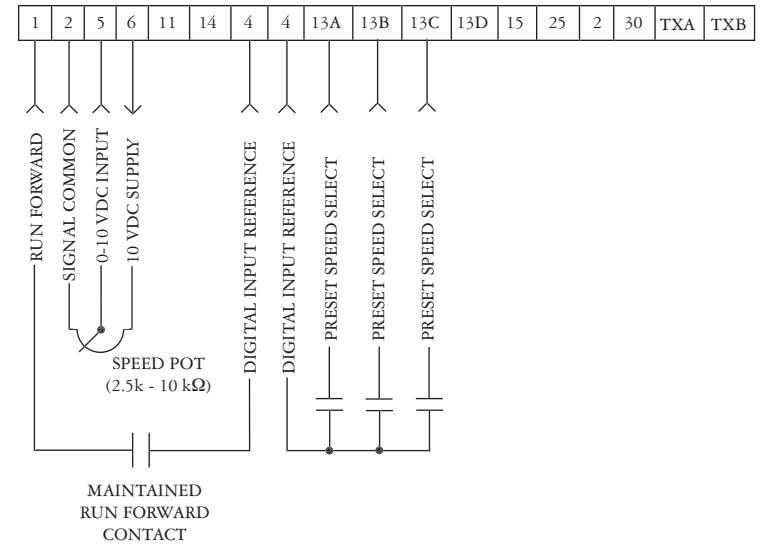 1 2 5 6 11 14 4 4 13A 13B 13C 13D 15 25 2 30 TXA TXB
RUN FORWARD
SIGNAL COMMON
0-10 VDC INPUT
10 VDC SUPPLY
DIGITAL INPUT REFERENCE
DIGITAL INPUT REFERENCE
PRESET SPEED SELECT
PRESET SPEED SELECT
PRESET SPEED SELECT
SPEED POT
(2.5k - 10 kΩ)
MAINTAINED
RUN FORWARD
CONTACT